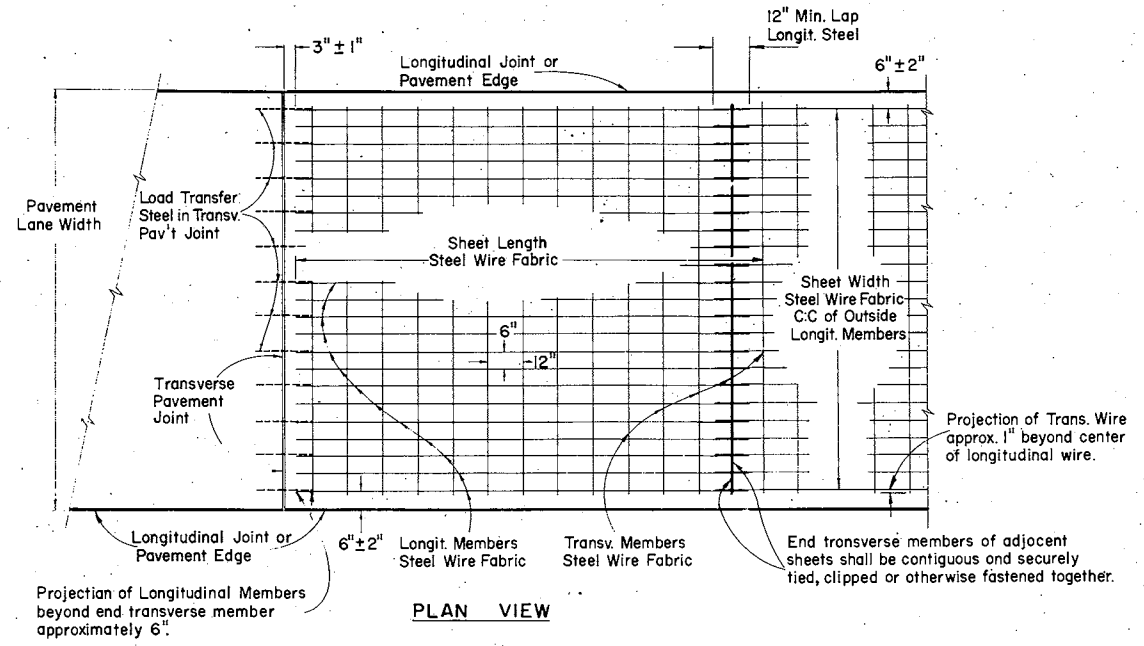 12" Min. Lap
Longit. Steel
3" ± 1"
Longitudinal Joint or
Pavement Edge
6" ± 2"
Pavement
Lane Width
Load Transfer
Steel in Transv.
Pav't Joint
Sheet Length
Steel Wire Fabric
Sheet Width
Steel Wire Fabric
C:C of Outside
Longit. Members
6"
12"
Transverse
Pavement
Joint
Projection of Trans. Wire
approx. 1" beyond center
of longitudinal wire.
Longitudinal Joint or
Pavement Edge
6" ± 2"
Longit. Members
Steel Wire Fabric
Transv. Members
Steel Wire Fabric
End transverse members of adjacent
sheets shall be contiguous and securely
tied, clipped or otherwise fastened together.
Projection of Longitudinal Members
beyond end transverse member
approximately 6".
PLAN VIEW